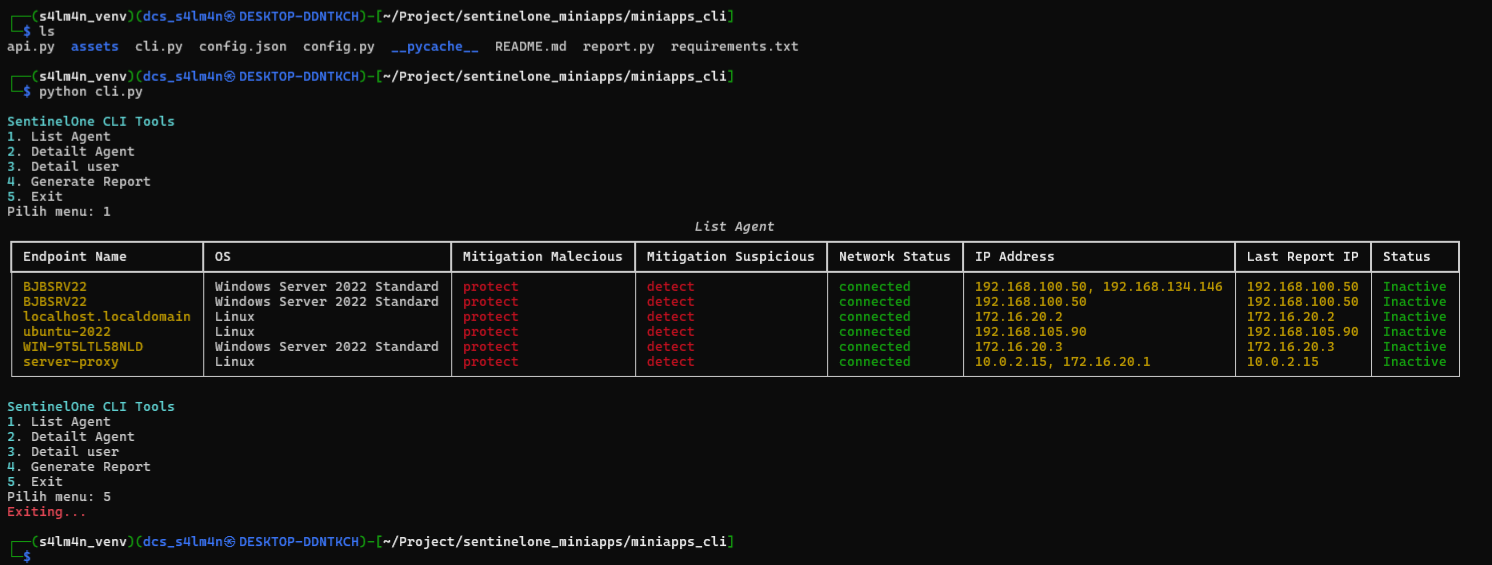 (s4lm4n_venv)(dcs_s4lm4n㉿DESKTOP-DDNTKCH)-[~/Project/sentinelone_miniapps/miniapps_cli]
$ ls
api.py assets cli.py config.json config.py __pycache__ README.md report.py requirements.txt
(s4lm4n_venv)(dcs_s4lm4n㉿DESKTOP-DDNTKCH)-[~/Project/sentinelone_miniapps/miniapps_cli]
$ python cli.py
SentinelOne CLI Tools
1. List Agent
2. Detailt Agent
3. Detail user
4. Generate Report
5. Exit
Pilih menu: 1
List Agent
Endpoint Name OS Mitigation Malecious Mitigation Suspicious Network Status IP Address Last Report IP Status
BJBSRV22 Windows Server 2022 Standard protect detect connected 192.168.100.50, 192.168.134.146 192.168.100.50 Inactive
BJBSRV22 Windows Server 2022 Standard protect detect connected 192.168.100.50 192.168.100.50 Inactive
localhost.localdomain Linux protect detect connected 172.16.20.2 172.16.20.2 Inactive
ubuntu-2022 Linux protect detect connected 192.168.105.90 192.168.105.90 Inactive
WIN-9T5LTL58NLD Windows Server 2022 Standard protect detect connected 172.16.20.3 172.16.20.3 Inactive
server-proxy Linux protect detect connected 10.0.2.15, 172.16.20.1 10.0.2.15 Inactive
SentinelOne CLI Tools
1. List Agent
2. Detailt Agent
3. Detail user
4. Generate Report
5. Exit
Pilih menu: 5
Exiting...
(s4lm4n_venv)(dcs_s4lm4n㉿DESKTOP-DDNTKCH)-[~/Project/sentinelone_miniapps/miniapps_cli]
$